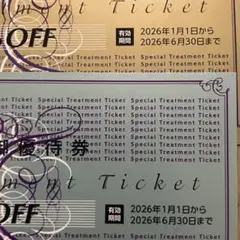 ment Ticket
OFF
有効期間
2026年1月1日から
2026年6月30日まで
Special Treatment Ticket Special Treatment Ticket
Special Treatment Ticket
Special Treatment Ticket
Special Treatment Ticket Special Treatment Ticket
優待券
Special Treatment Ticket
Special Treatment Ticket
Special Treatment Ticket
ment Ticket
OFF
有効期間
2026年1月1日から
2026年6月30日まで